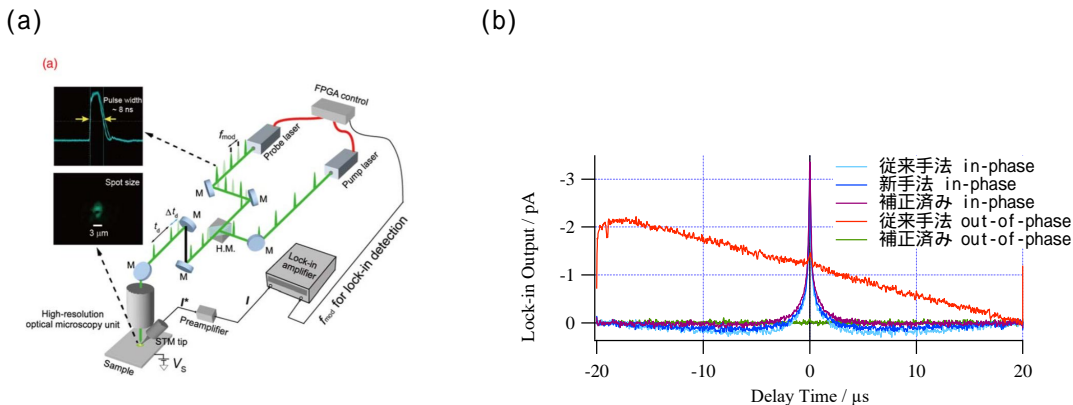 (a)
(b)
(a)
Pulse width
~ 8 ns
FPGA control
f_mod
Probe laser
Pump laser
M
M
Spot size
3 μm
t_d
Δt_d
M
H.M.
M
M
M
Lock-in
amplifier
f_mod for lock-in detection
I*
I
Preamplifier
High-resolution
optical microscopy unit
STM tip
Sample
V_S
Lock-in Output / pA
-3
-2
-1
0
従来手法 in-phase
新手法 in-phase
補正済み in-phase
従来手法 out-of-phase
補正済み out-of-phase
-20
-10
0
10
20
Delay Time / µs